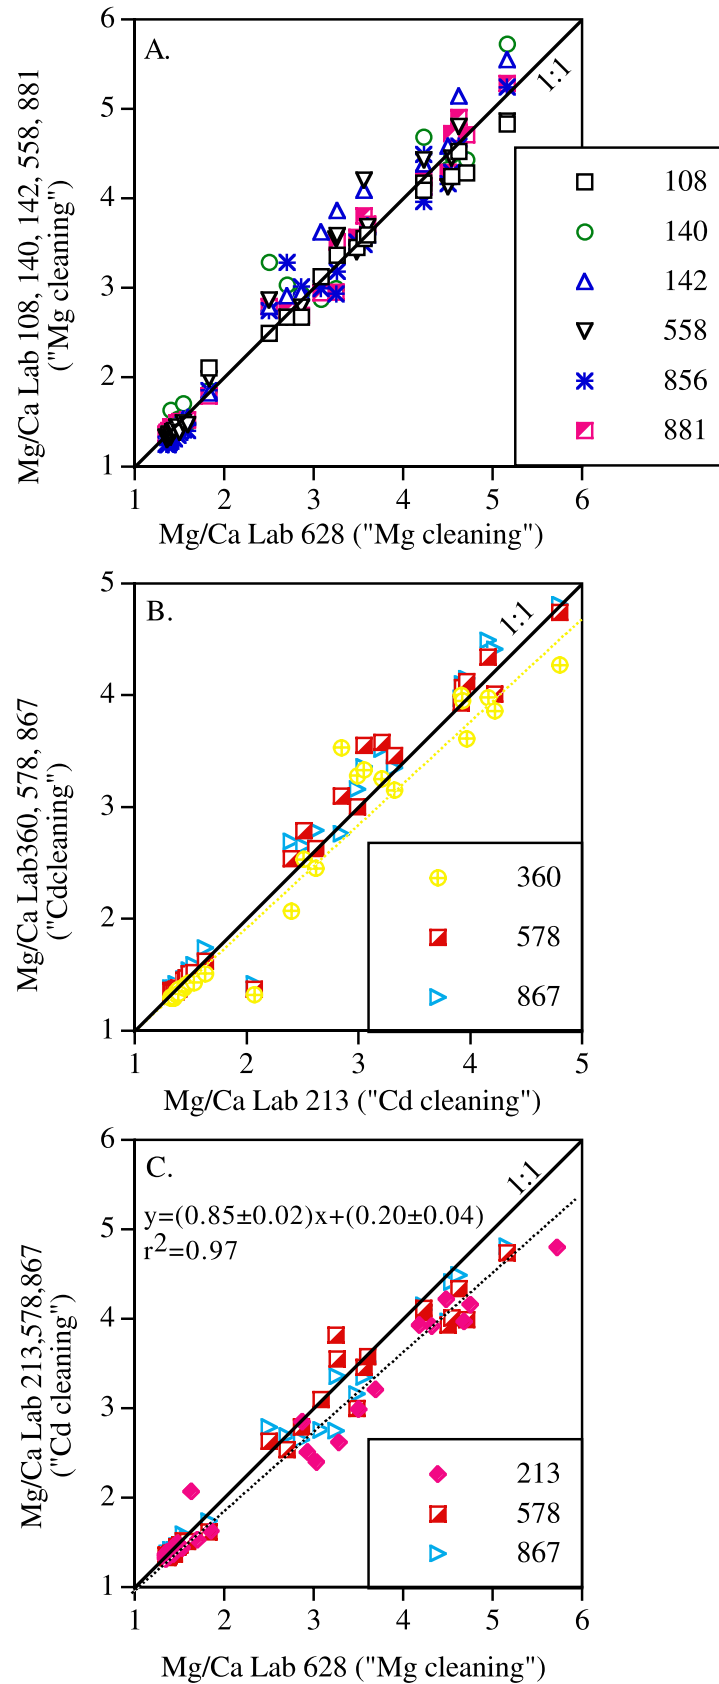 A.
1:1
6
5
4
3
2
1
1 2 3 4 5 6
Mg/Ca Lab 108, 140, 142, 558, 881
("Mg cleaning")
108
140
142
558
856
881
Mg/Ca Lab 628 ("Mg cleaning")
B.
1:1
5
4
3
2
1
1 2 3 4 5
Mg/Ca Lab360, 578, 867
("Cdcleaning")
360
578
867
Mg/Ca Lab 213 ("Cd cleaning")
C.
1:1
y=(0.85±0.02)x+(0.20±0.04)
r2=0.97
6
5
4
3
2
1
1 2 3 4 5 6
Mg/Ca Lab 213,578,867
("Cd cleaning")
213
578
867
Mg/Ca Lab 628 ("Mg cleaning")